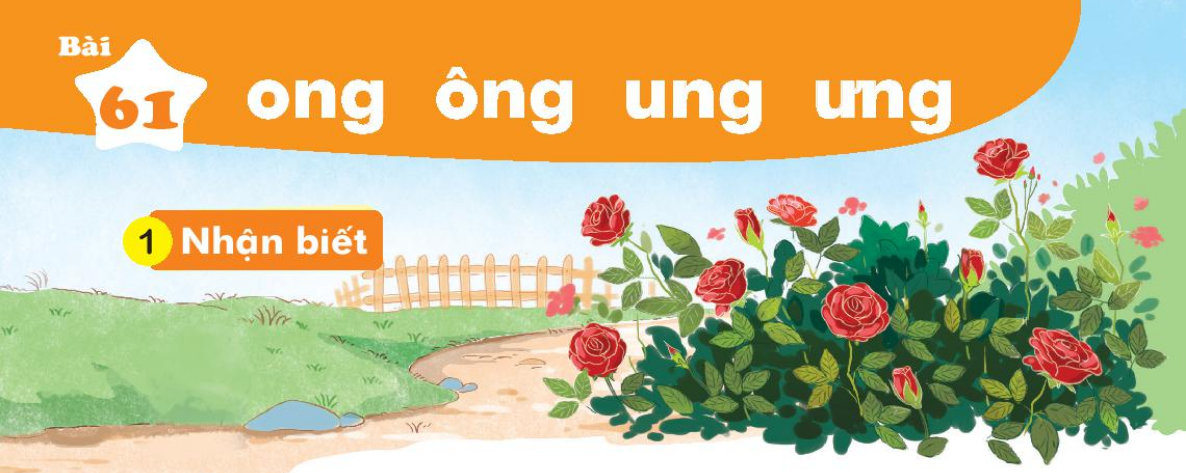 Bài
61 ong ông ung ưng
1 Nhận biết